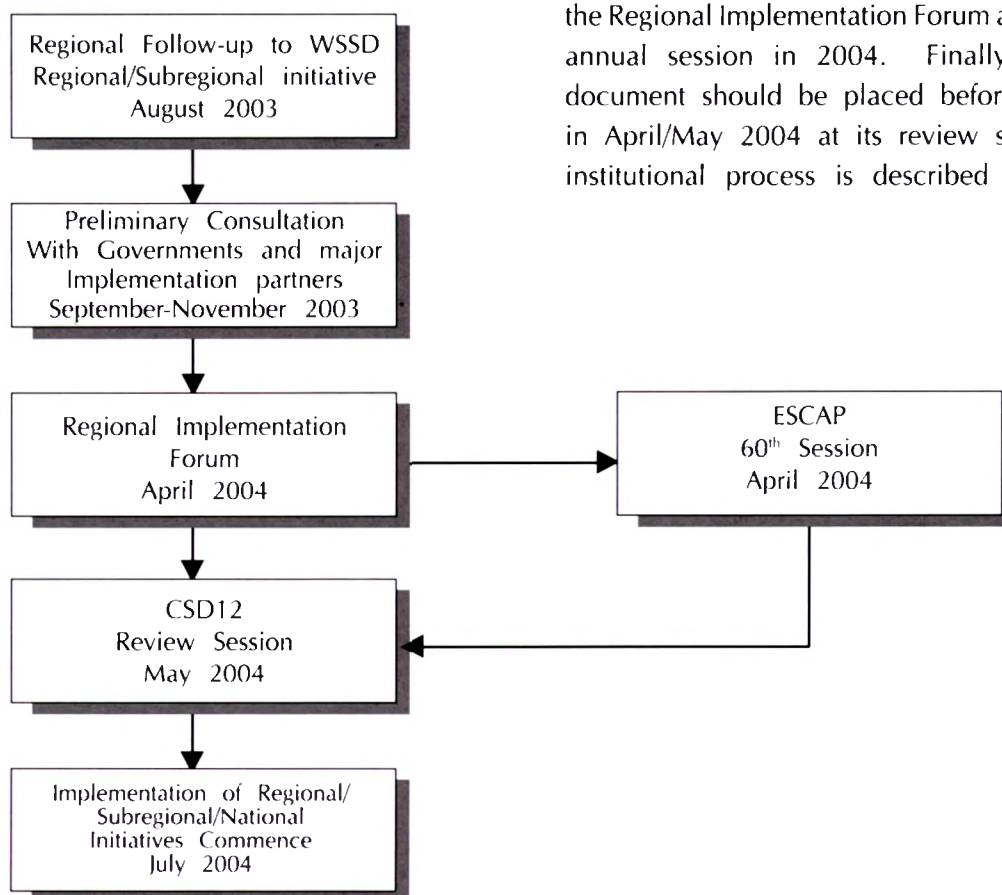 Regional Follow-up to WSSD
Regional/Subregional initiative
August 2003
the Regional Implementation Forum
annual session in 2004. Finally
document should be placed
in April/May 2004 at its review
institutional process is described
Preliminary Consultation
With Governments and major
Implementation partners
September-November 2003
Regional Implementation
Forum
April 2004
ESCAP
60th Session
April 2004
CSD12
Review Session
May 2004
Implementation of Regional/
Subregional/National
Initiatives Commence
July 2004